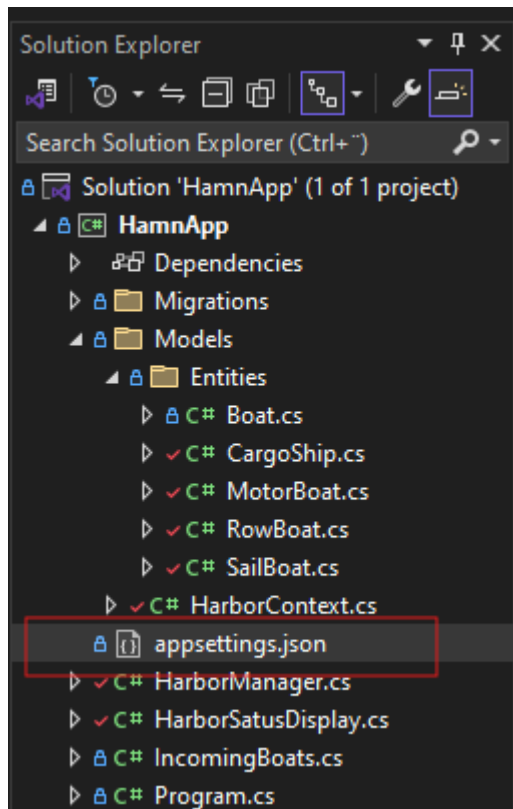 Solution Explorer
Search Solution Explorer (Ctrl+¨)
Solution 'HamnApp' (1 of 1 project)
C# HamnApp
Dependencies
Migrations
Models
Entities
C# Boat.cs
C# CargoShip.cs
C# MotorBoat.cs
C# RowBoat.cs
C# SailBoat.cs
C# HarborContext.cs
appsettings.json
C# HarborManager.cs
C# HarborSatusDisplay.cs
C# IncomingBoats.cs
C# Program.cs